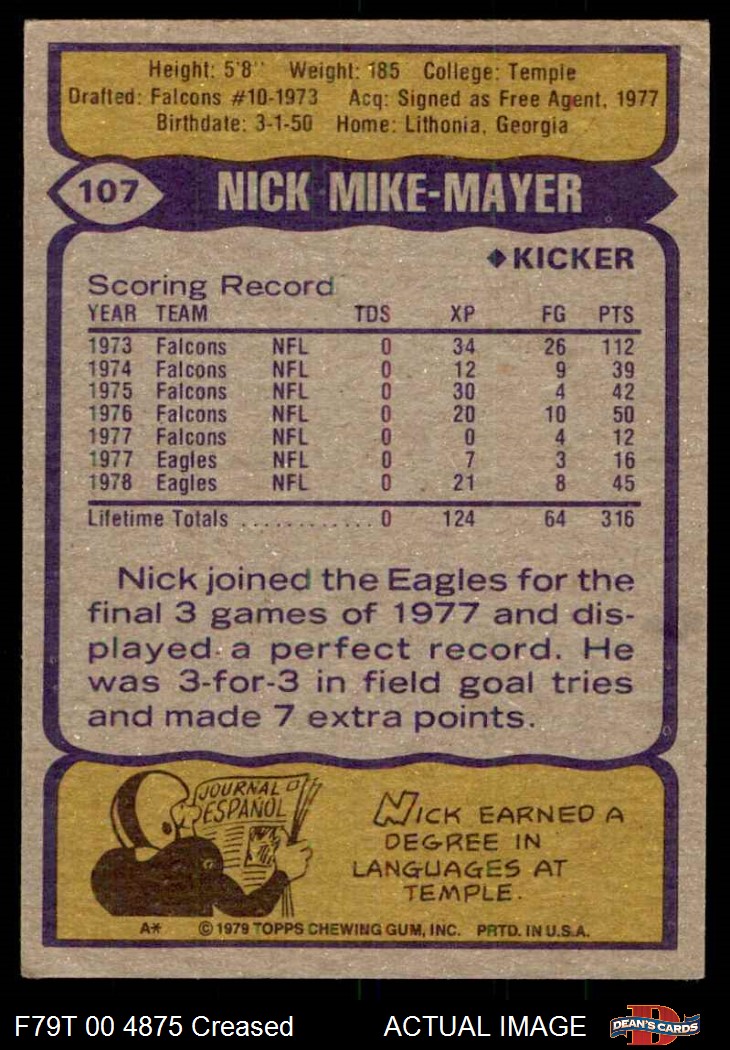 Height: 5'8" Weight: 185 College: Temple
Drafted: Falcons #10-1973 Acq: Signed as Free Agent, 1977
Birthdate: 3-1-50 Home: Lithonia, Georgia
107 NICK MIKE-MAYER
◆KICKER
Scoring Record
YEAR TEAM TDS XP FG PTS
1973 Falcons NFL 0 34 26 112
1974 Falcons NFL 0 12 9 39
1975 Falcons NFL 0 30 4 42
1976 Falcons NFL 0 20 10 50
1977 Falcons NFL 0 0 4 12
1977 Eagles NFL 0 7 3 16
1978 Eagles NFL 0 21 8 45
Lifetime Totals ............ 0 124 64 316
Nick joined the Eagles for the
final 3 games of 1977 and dis-
played a perfect record. He
was 3-for-3 in field goal tries
and made 7 extra points.
JOURNAL
ESPAÑOL
NICK EARNED A
DEGREE IN
LANGUAGES AT
TEMPLE.
A* © 1979 TOPPS CHEWING GUM, INC. PRTD. IN U.S.A.
F79T 00 4875 Creased ACTUAL IMAGE
D
DEAN'S CARDS